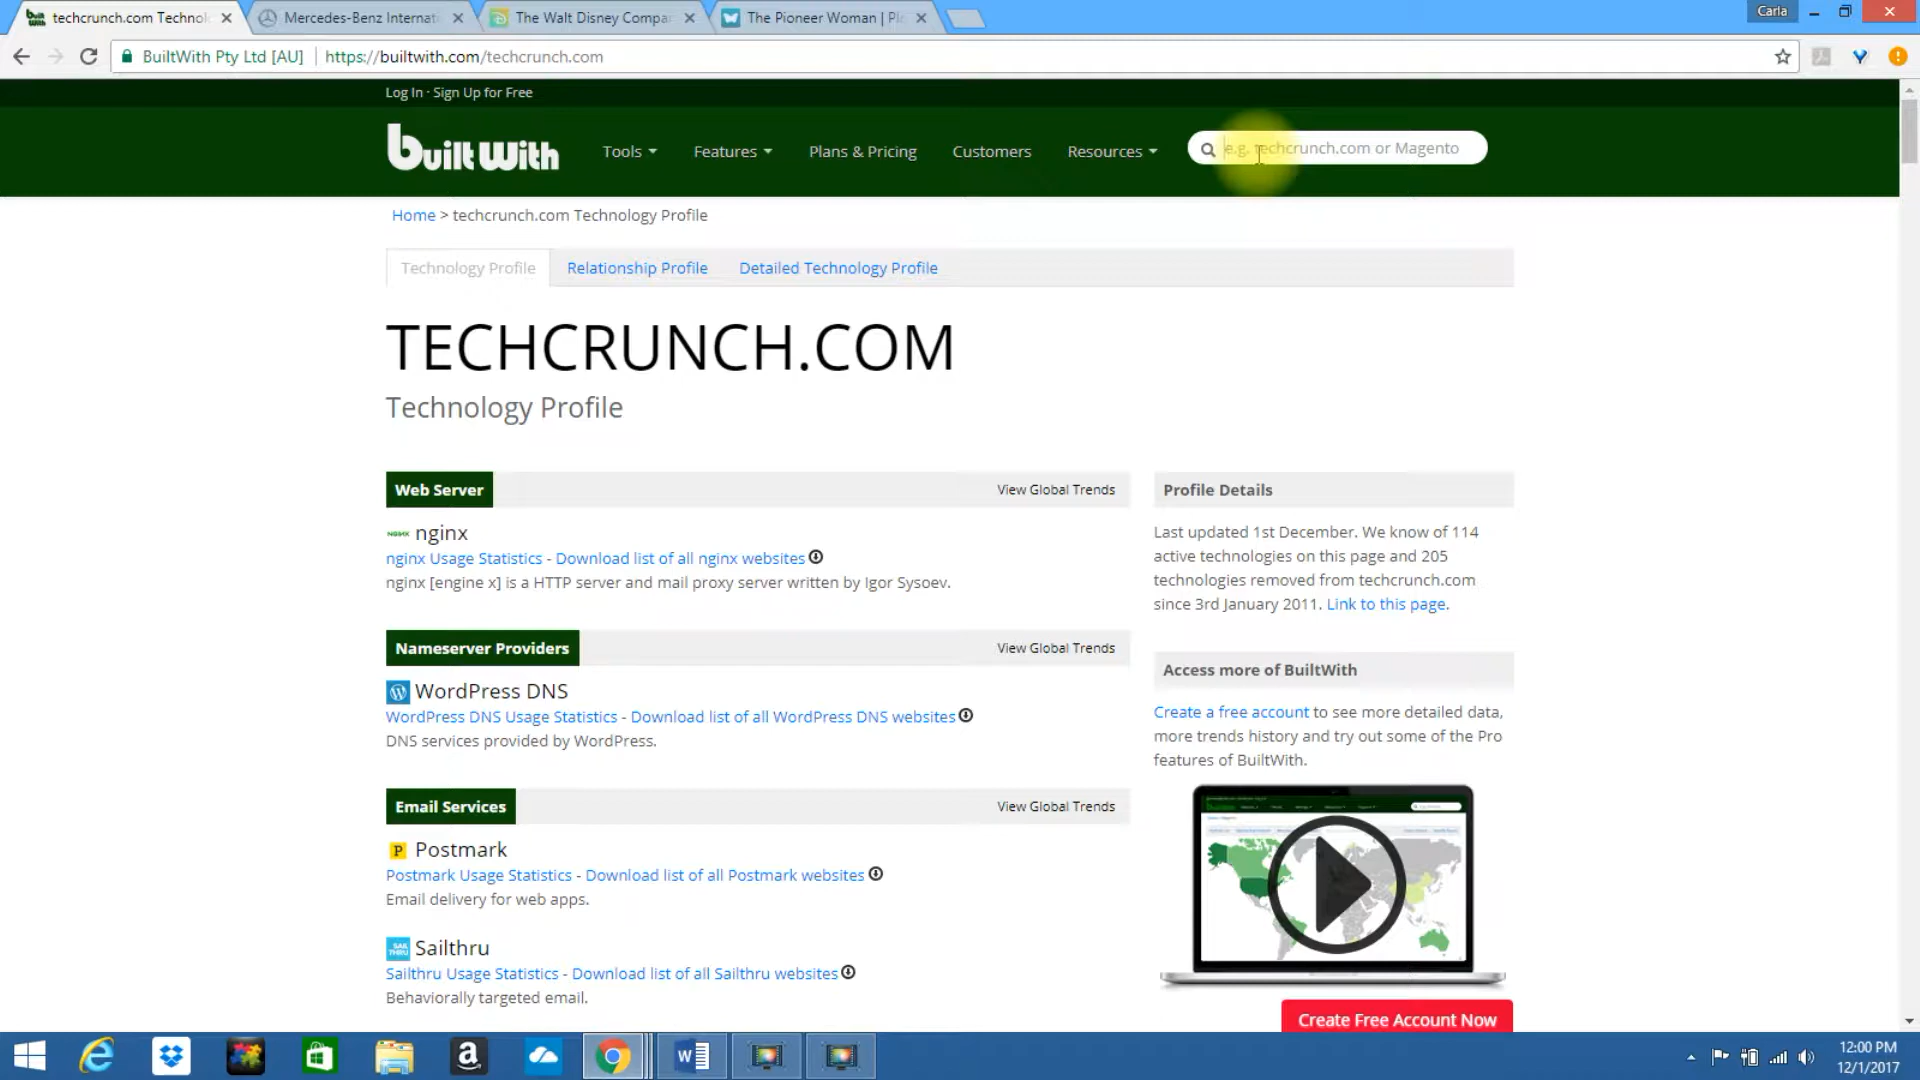 techcrunch.com Technol
Mercedes-Benz Internat
The Walt Disney Compa
The Pioneer Woman | Pl
Carla
BuiltWith Pty Ltd [AU]
https://builtwith.com/techcrunch.com
Log In · Sign Up for Free
built With
Tools
Features
Plans & Pricing
Customers
Resources
e.g. techcrunch.com or Magento
Home > techcrunch.com Technology Profile
Technology Profile
Relationship Profile
Detailed Technology Profile
TECHCRUNCH.COM
Technology Profile
Web Server
View Global Trends
NGINX nginx
nginx Usage Statistics - Download list of all nginx websites
nginx [engine x] is a HTTP server and mail proxy server written by Igor Sysoev.
Nameserver Providers
View Global Trends
WordPress DNS
WordPress DNS Usage Statistics - Download list of all WordPress DNS websites
DNS services provided by WordPress.
Email Services
View Global Trends
P Postmark
Postmark Usage Statistics - Download list of all Postmark websites
Email delivery for web apps.
SAIL THRU Sailthru
Sailthru Usage Statistics - Download list of all Sailthru websites
Behaviorally targeted email.
Profile Details
Last updated 1st December. We know of 114
active technologies on this page and 205
technologies removed from techcrunch.com
since 3rd January 2011. Link to this page.
Access more of BuiltWith
Create a free account to see more detailed data,
more trends history and try out some of the Pro
features of BuiltWith.
Create Free Account Now
12:00 PM
12/1/2017